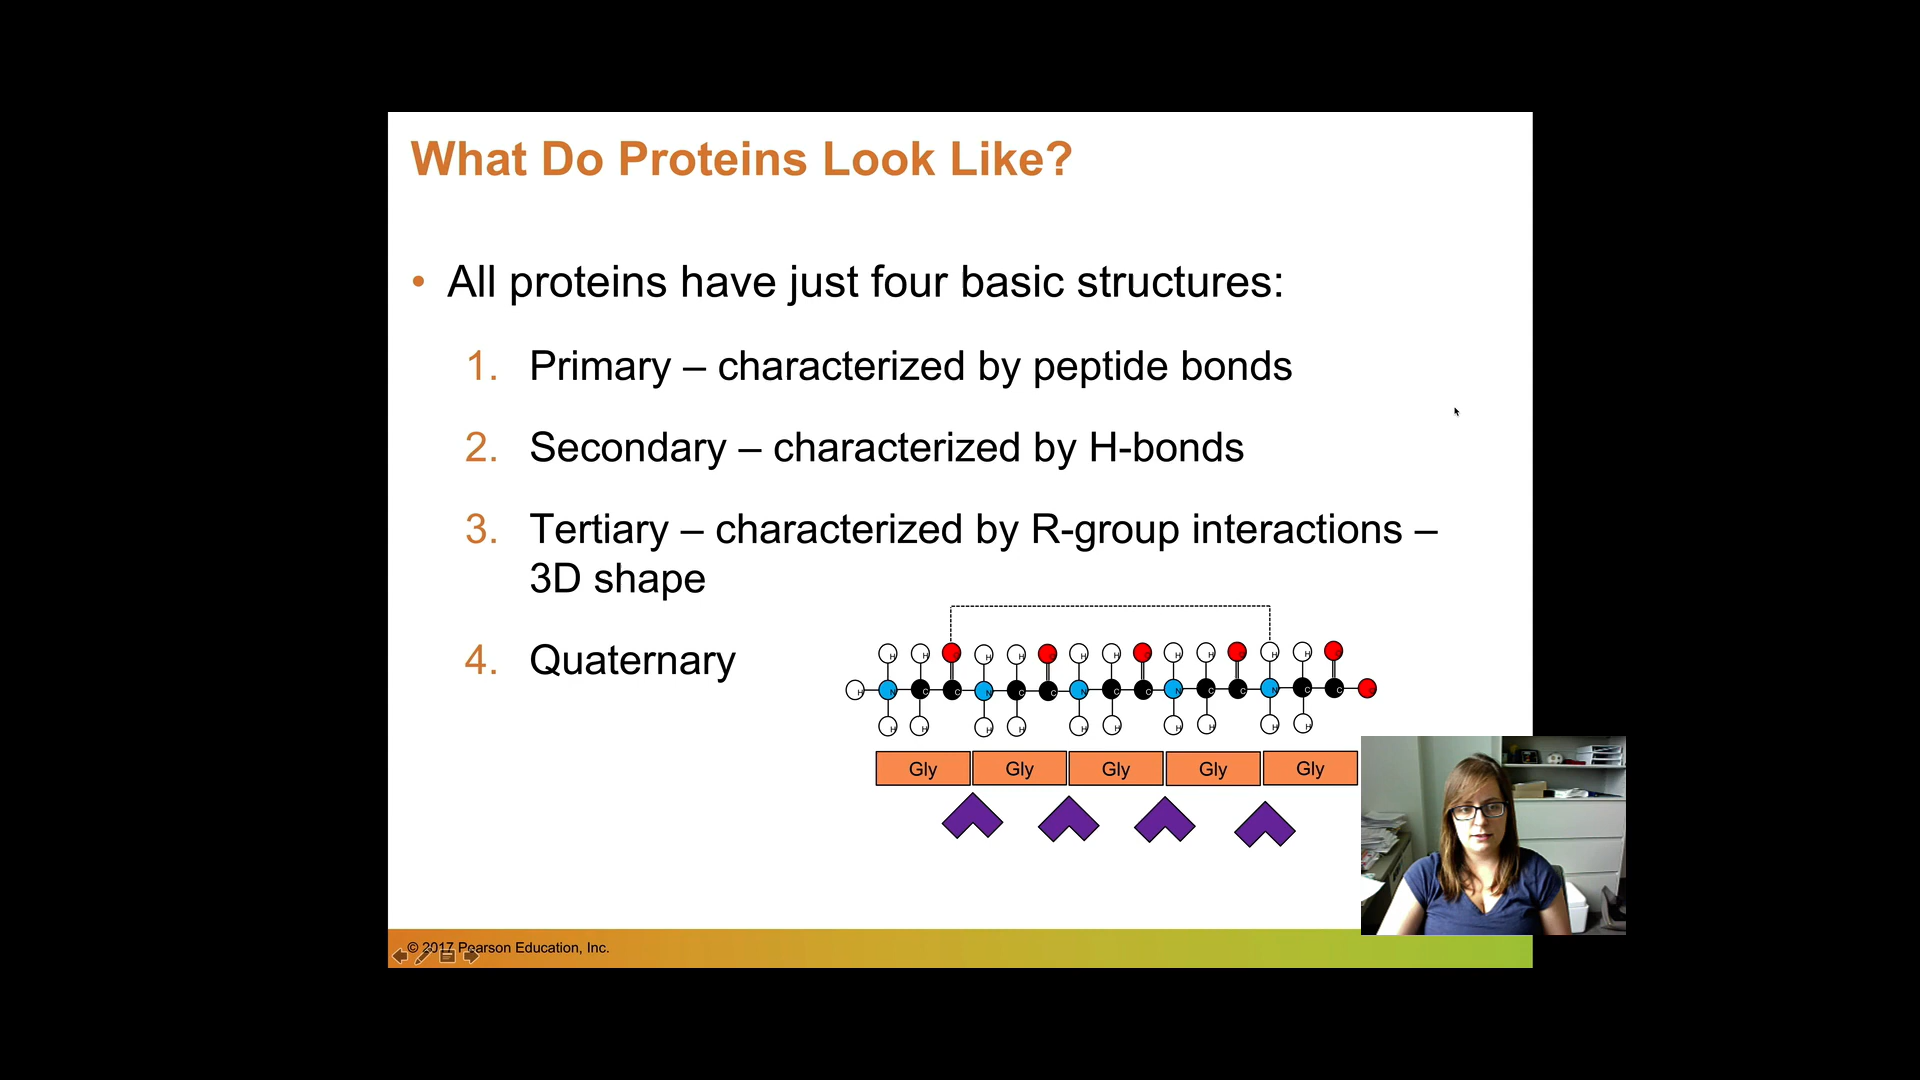 What Do Proteins Look Like?
• All proteins have just four basic structures:
1. Primary – characterized by peptide bonds
2. Secondary – characterized by H-bonds
3. Tertiary – characterized by R-group interactions –
3D shape
4. Quaternary
H H H H H H H H H H
H N C C N C C N C C N C C N C C
H H H H H H H H H H
Gly Gly Gly Gly Gly
© 2017 Pearson Education, Inc.